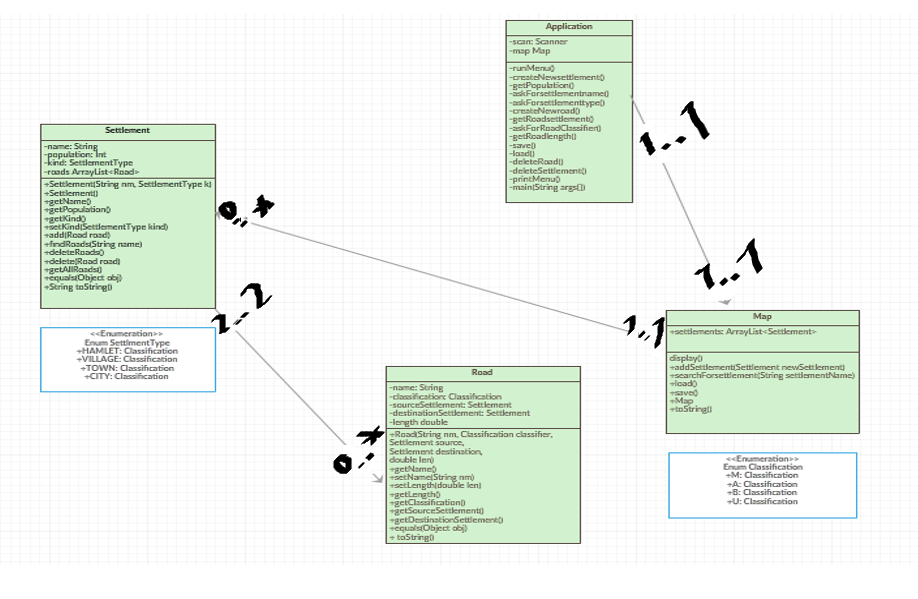 Application
-scan: Scanner
-map Map
-runMenu()
-createNewsettlement()
-getPopulation()
-askForsettlementname()
-askForsettlementtype()
-createNewroad()
-getRoadsettlement()
-askForRoadClassifier()
-getRoadlength()
-save()
-load()
-deleteRoad()
-deleteSettlement()
-printMenu()
-main(String args[])
1..1
1..1
Settlement
-name: String
-population: Int
-kind: SettlementType
-roads ArrayList<Road>
+Settlement(String nm, SettlementType k)
+Settlement()
+getName()
+getPopulation()
+getKind()
+setKind(SettlementType kind)
+add(Road road)
+findRoads(String name)
+deleteRoads()
+delete(Road road)
+getAllRoads()
+equals(Object obj)
+String toString()
0..*
1..1
1..2
0..*
<<Enumeration>>
Enum SettlmentType
+HAMLET: Classification
+VILLAGE: Classification
+TOWN: Classification
+CITY: Classification
Map
+settlements: ArrayList<Settlement>
display()
+addSettlement(Settlement newSettlement)
+searchForsettlement(String settlementName)
+load()
+save()
+Map
+toString()
Road
-name: String
-classification: Classification
-sourceSettlement: Settlement
-destinationSettlement: Settlement
-length double
+Road(String nm, Classification classifier,
Settlement source,
Settlement destination,
double len)
+getName()
+setName(String nm)
+setLength(double len)
+getLength()
+getClassification()
+getSourceSettlement()
+getDestinationSettlement()
+equals(Object obj)
+ toString()
<<Enumeration>>
Enum Classification
+M: Classification
+A: Classification
+B: Classification
+U: Classification